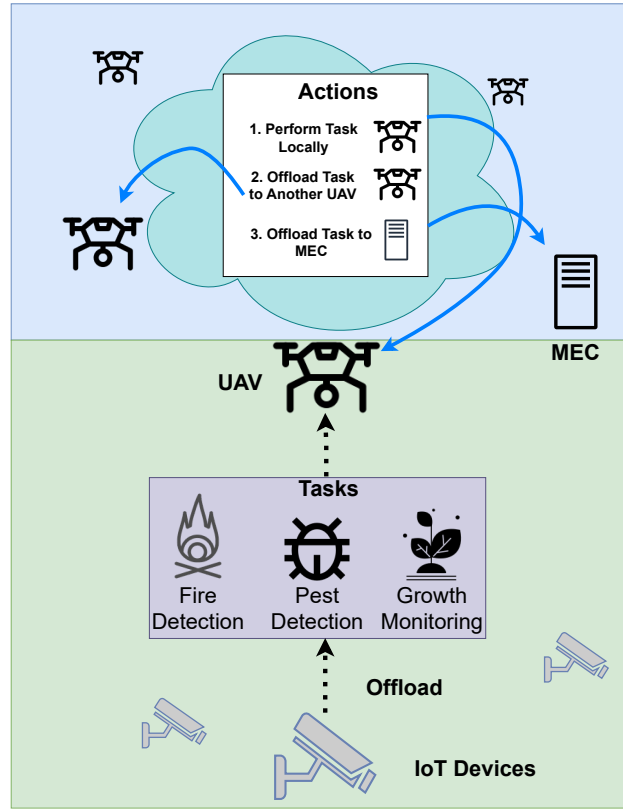 Actions
1. Perform Task
Locally
2. Offload Task
to Another UAV
3. Offload Task to
MEC
MEC
UAV
Tasks
Fire
Detection
Pest
Detection
Growth
Monitoring
Offload
IoT Devices